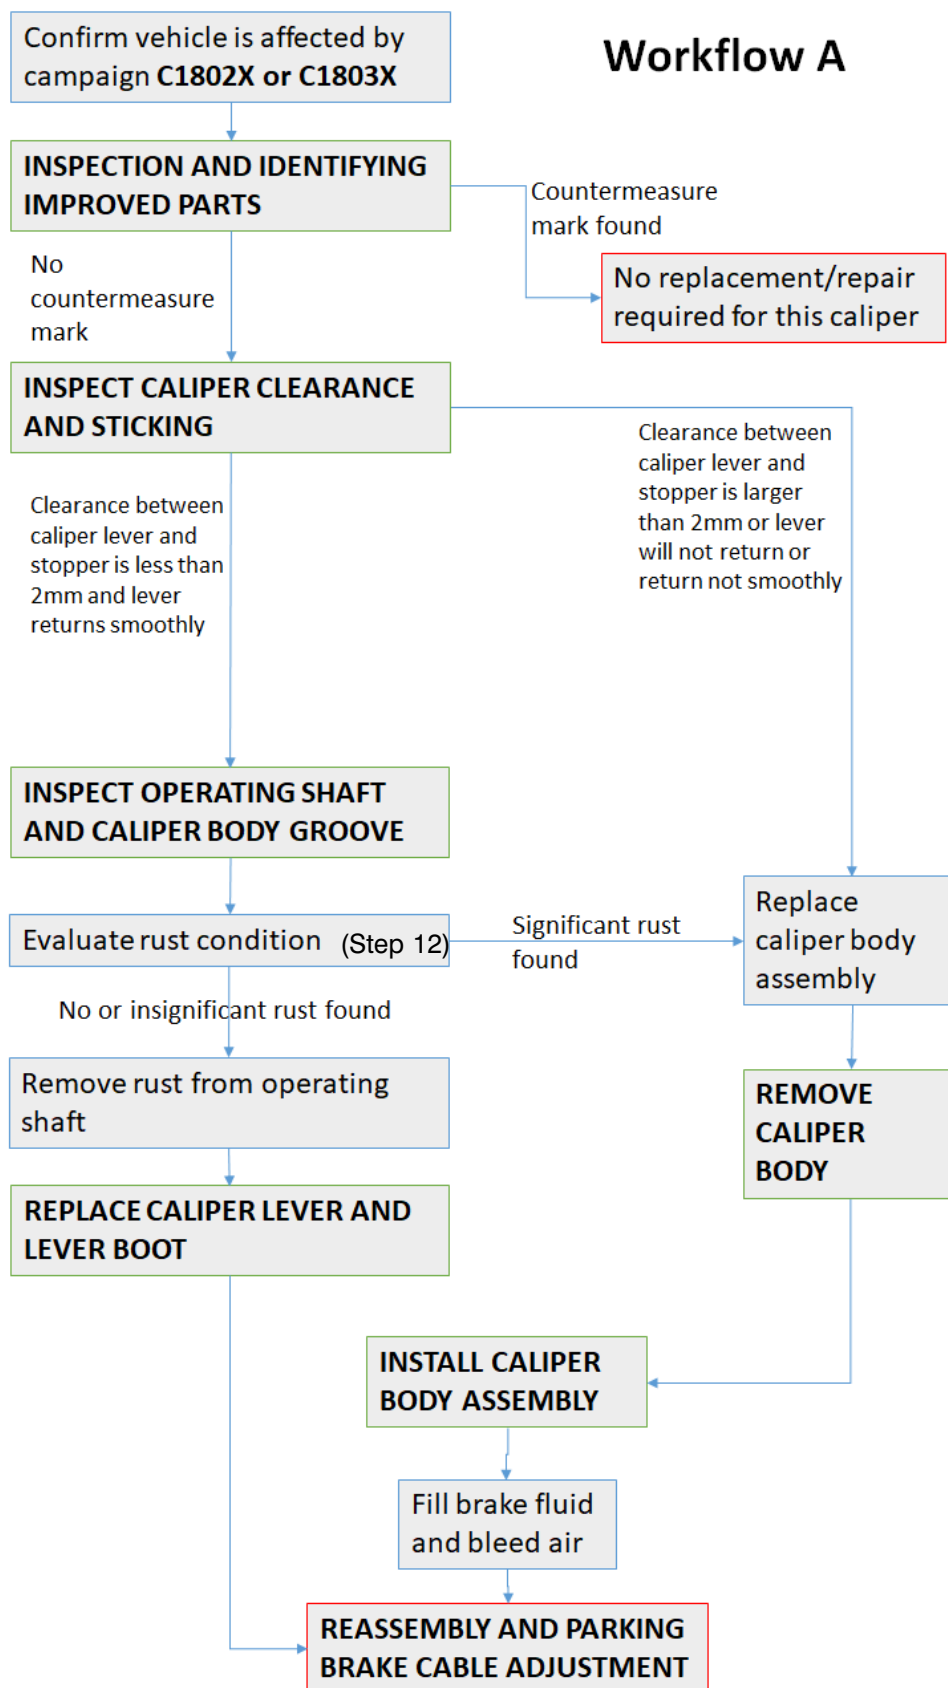 Workflow A
Confirm vehicle is affected by
campaign C1802X or C1803X
INSPECTION AND IDENTIFYING
IMPROVED PARTS
Countermeasure
mark found
No replacement/repair
required for this caliper
No
countermeasure
mark
INSPECT CALIPER CLEARANCE
AND STICKING
Clearance between
caliper lever and
stopper is larger
than 2mm or lever
will not return or
return not smoothly
Clearance between
caliper lever and
stopper is less than
2mm and lever
returns smoothly
INSPECT OPERATING SHAFT
AND CALIPER BODY GROOVE
Evaluate rust condition (Step 12)
Significant rust
found
Replace
caliper body
assembly
No or insignificant rust found
Remove rust from operating
shaft
REMOVE
CALIPER
BODY
REPLACE CALIPER LEVER AND
LEVER BOOT
INSTALL CALIPER
BODY ASSEMBLY
Fill brake fluid
and bleed air
REASSEMBLY AND PARKING
BRAKE CABLE ADJUSTMENT